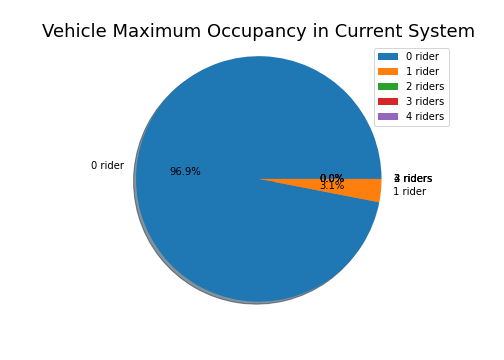 Vehicle Maximum Occupancy in Current System
0 rider
1 rider
2 riders
3 riders
4 riders
0 rider
96.9%
0.0%
riders
3.1%
1 rider